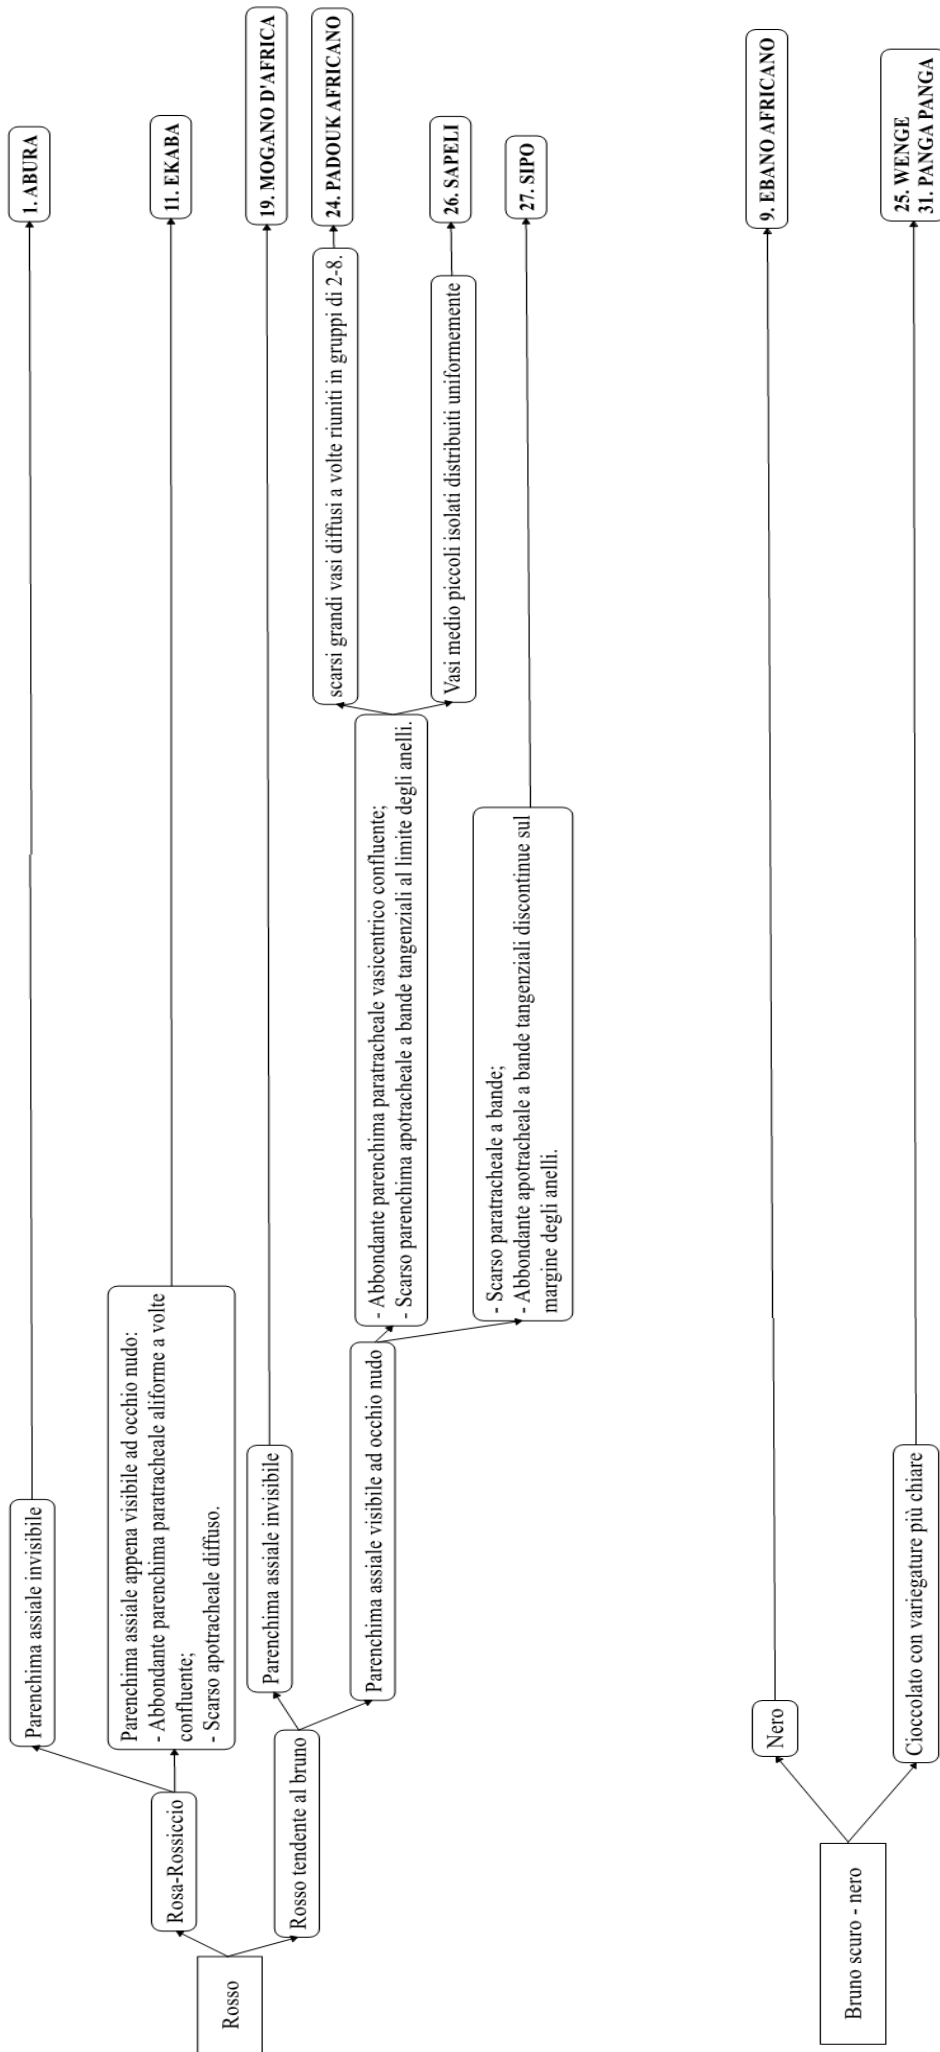 Rosso
Rosa-Rossiccio
Parenchima assiale invisibile
1. ABURA
Parenchima assiale appena visibile ad occhio nudo:
- Abbondante parenchima paratracheale aliforme a volte
confluente;
- Scarso apotracheale diffuso.
11. EKABA
Rosso tendente al bruno
Parenchima assiale invisibile
19. MOGANO D'AFRICA
Parenchima assiale visibile ad occhio nudo
- Abbondante parenchima paratracheale vasicentrico confluente;
- Scarso parenchima apotracheale a bande tangenziali al limite degli anelli.
scarsi grandi vasi diffusi a volte riuniti in gruppi di 2-8.
24. PADOUK AFRICANO
Vasi medio piccoli isolati distribuiti uniformemente
26. SAPELI
- Scarso paratracheale a bande;
- Abbondante apotracheale a bande tangenziali discontinue sul
margine degli anelli.
27. SIPO
Bruno scuro - nero
Nero
9. EBANO AFRICANO
Cioccolato con variegature più chiare
25. WENGE
31. PANGA PANGA